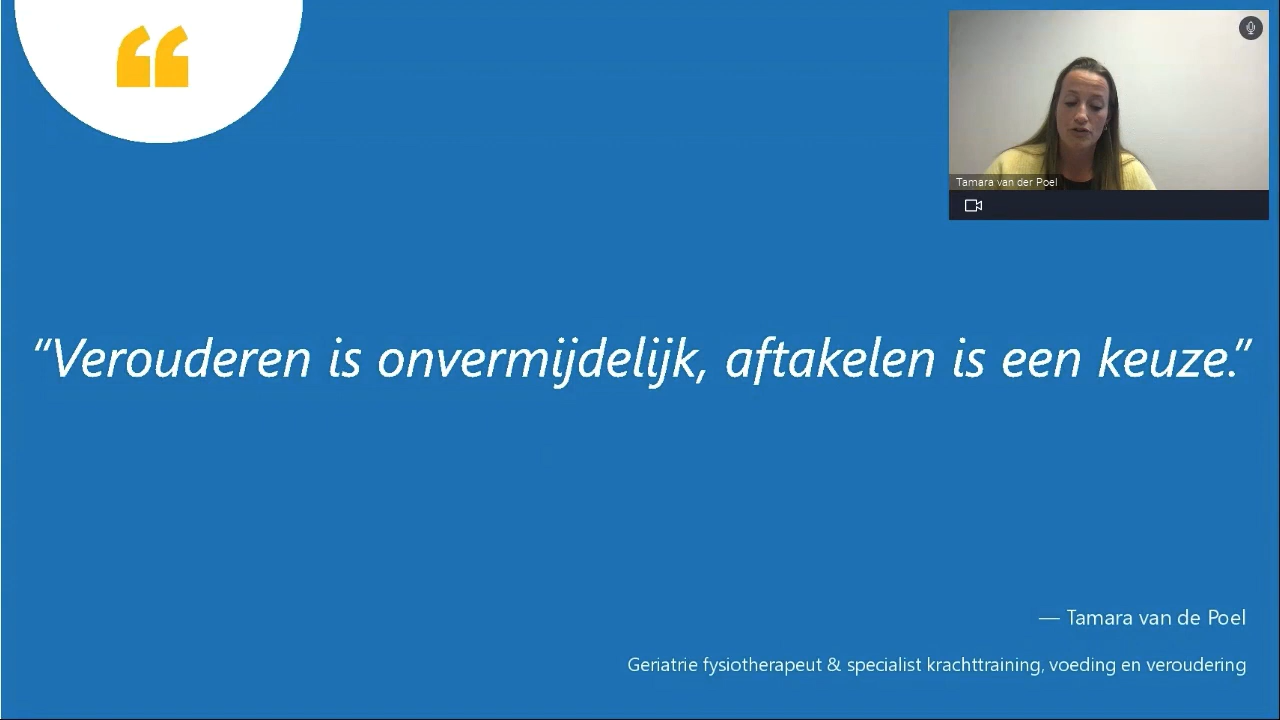 “
Tamara van der Poel
“Verouderen is onvermijdelijk, aftakelen is een keuze.”
— Tamara van de Poel
Geriatrie fysiotherapeut & specialist krachttraining, voeding en veroudering